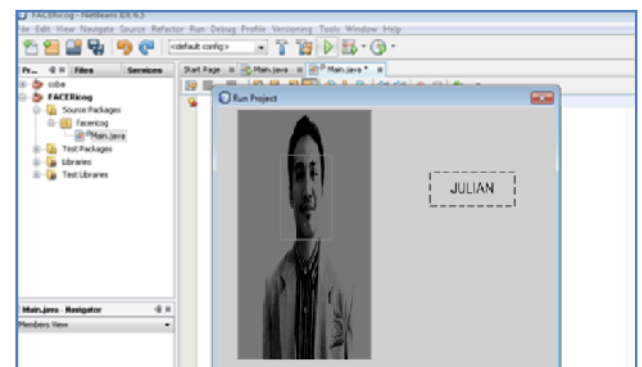 FACERicog - NetBeans IDE 6.5
File Edit View Navigate Source Refactor Run Debug Profile Versioning Tools Window Help
<default config>
Pr... Files Services
Start Page Main.java Main.java *
Run Project
coba
FACERicog
Source Packages
facericog
Main.java
Test Packages
Libraries
Test Libraries
JULIAN
Main.java - Navigator
Members View